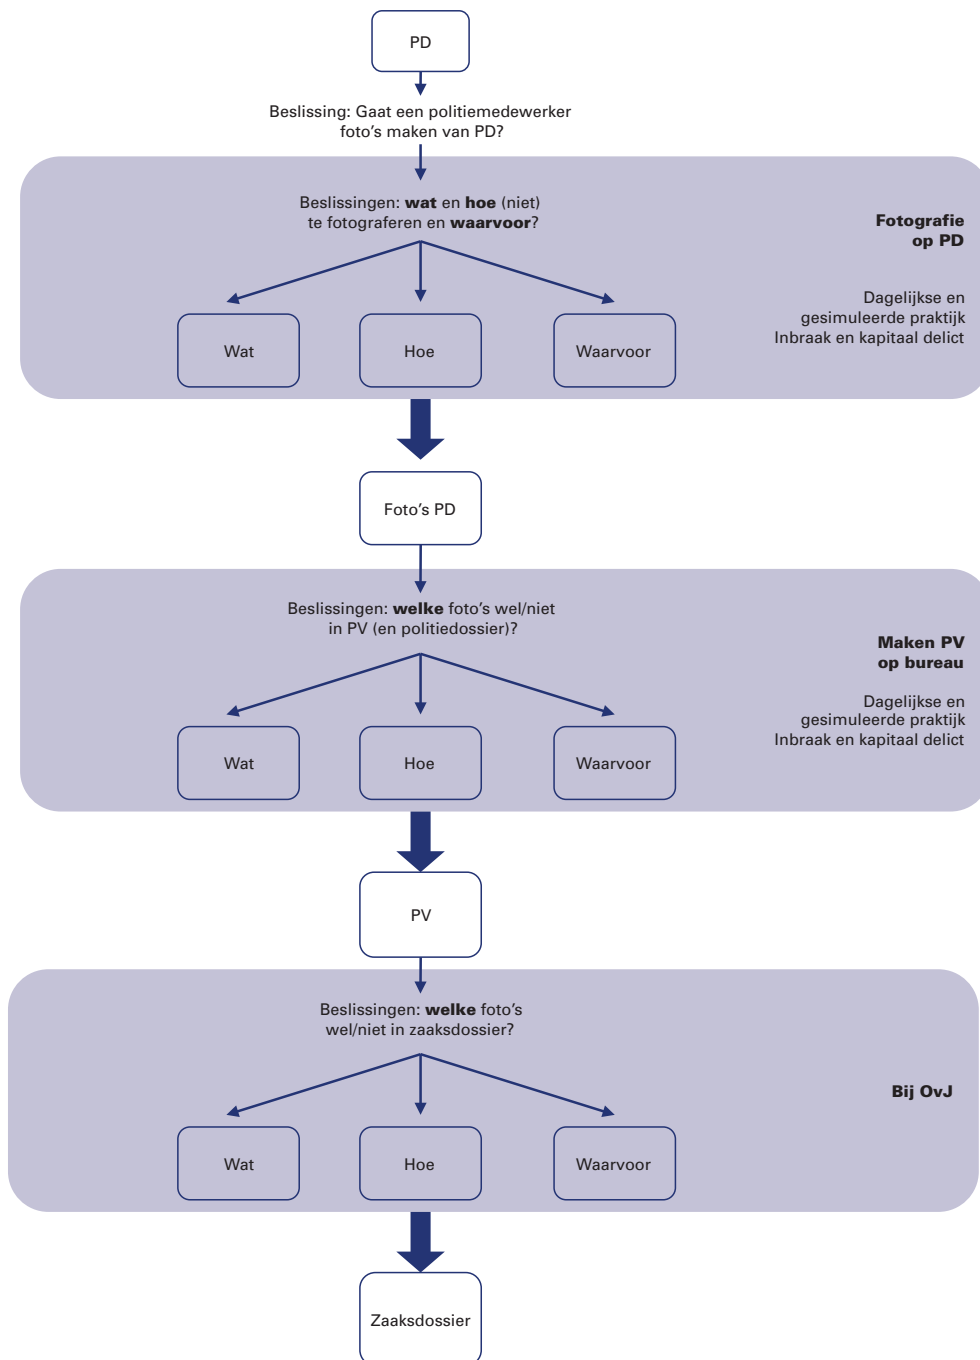 PD
Beslissing: Gaat een politiemedewerker
foto's maken van PD?
Beslissingen: wat en hoe (niet)
te fotograferen en waarvoor?
Fotografie
op PD
Dagelijkse en
gesimuleerde praktijk
Inbraak en kapitaal delict
Wat
Hoe
Waarvoor
Foto's PD
Beslissingen: welke foto's wel/niet
in PV (en politiedossier)?
Maken PV
op bureau
Dagelijkse en
gesimuleerde praktijk
Inbraak en kapitaal delict
Wat
Hoe
Waarvoor
PV
Beslissingen: welke foto's
wel/niet in zaaksdossier?
Bij OvJ
Wat
Hoe
Waarvoor
Zaaksdossier